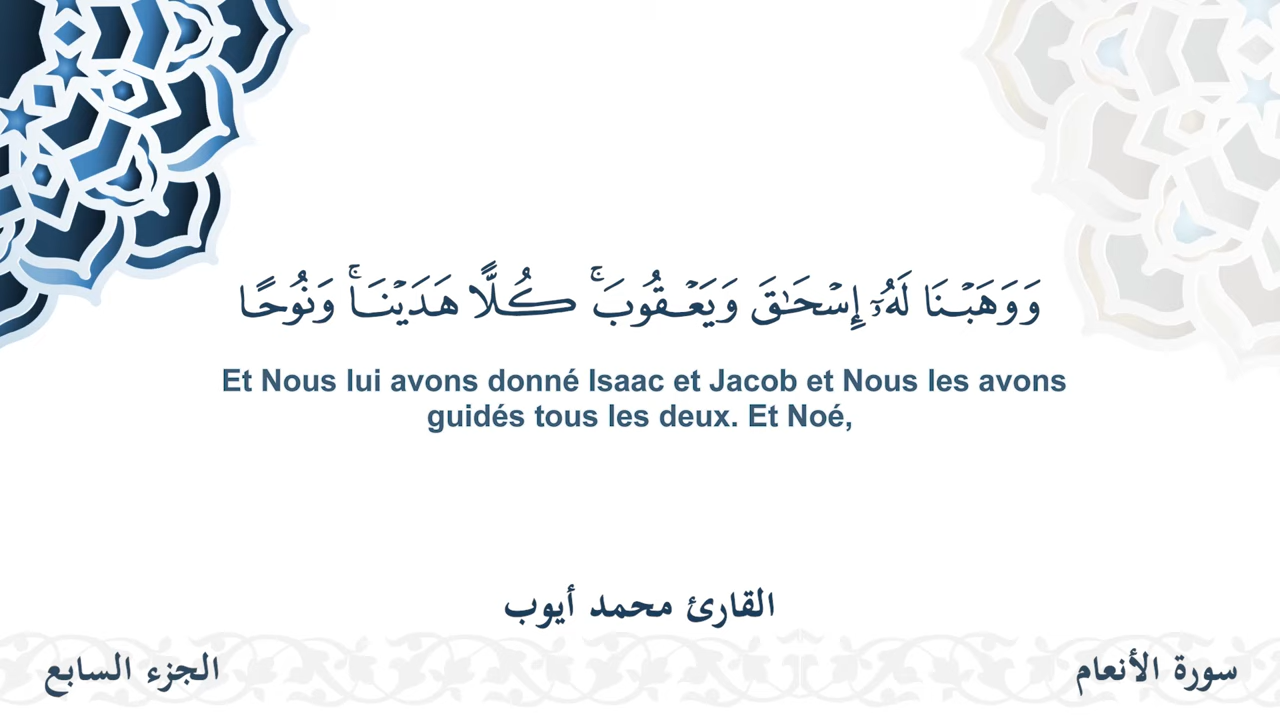 وَوَهَبۡنَا لَهُۥٓ إِسۡحَٰقَ وَيَعۡقُوبَۚ كُلًّا هَدَيۡنَاۚ وَنُوحًا
Et Nous lui avons donné Isaac et Jacob et Nous les avons
guidés tous les deux. Et Noé,
القارئ محمد أيوب
سورة الأنعام
الجزء السابع